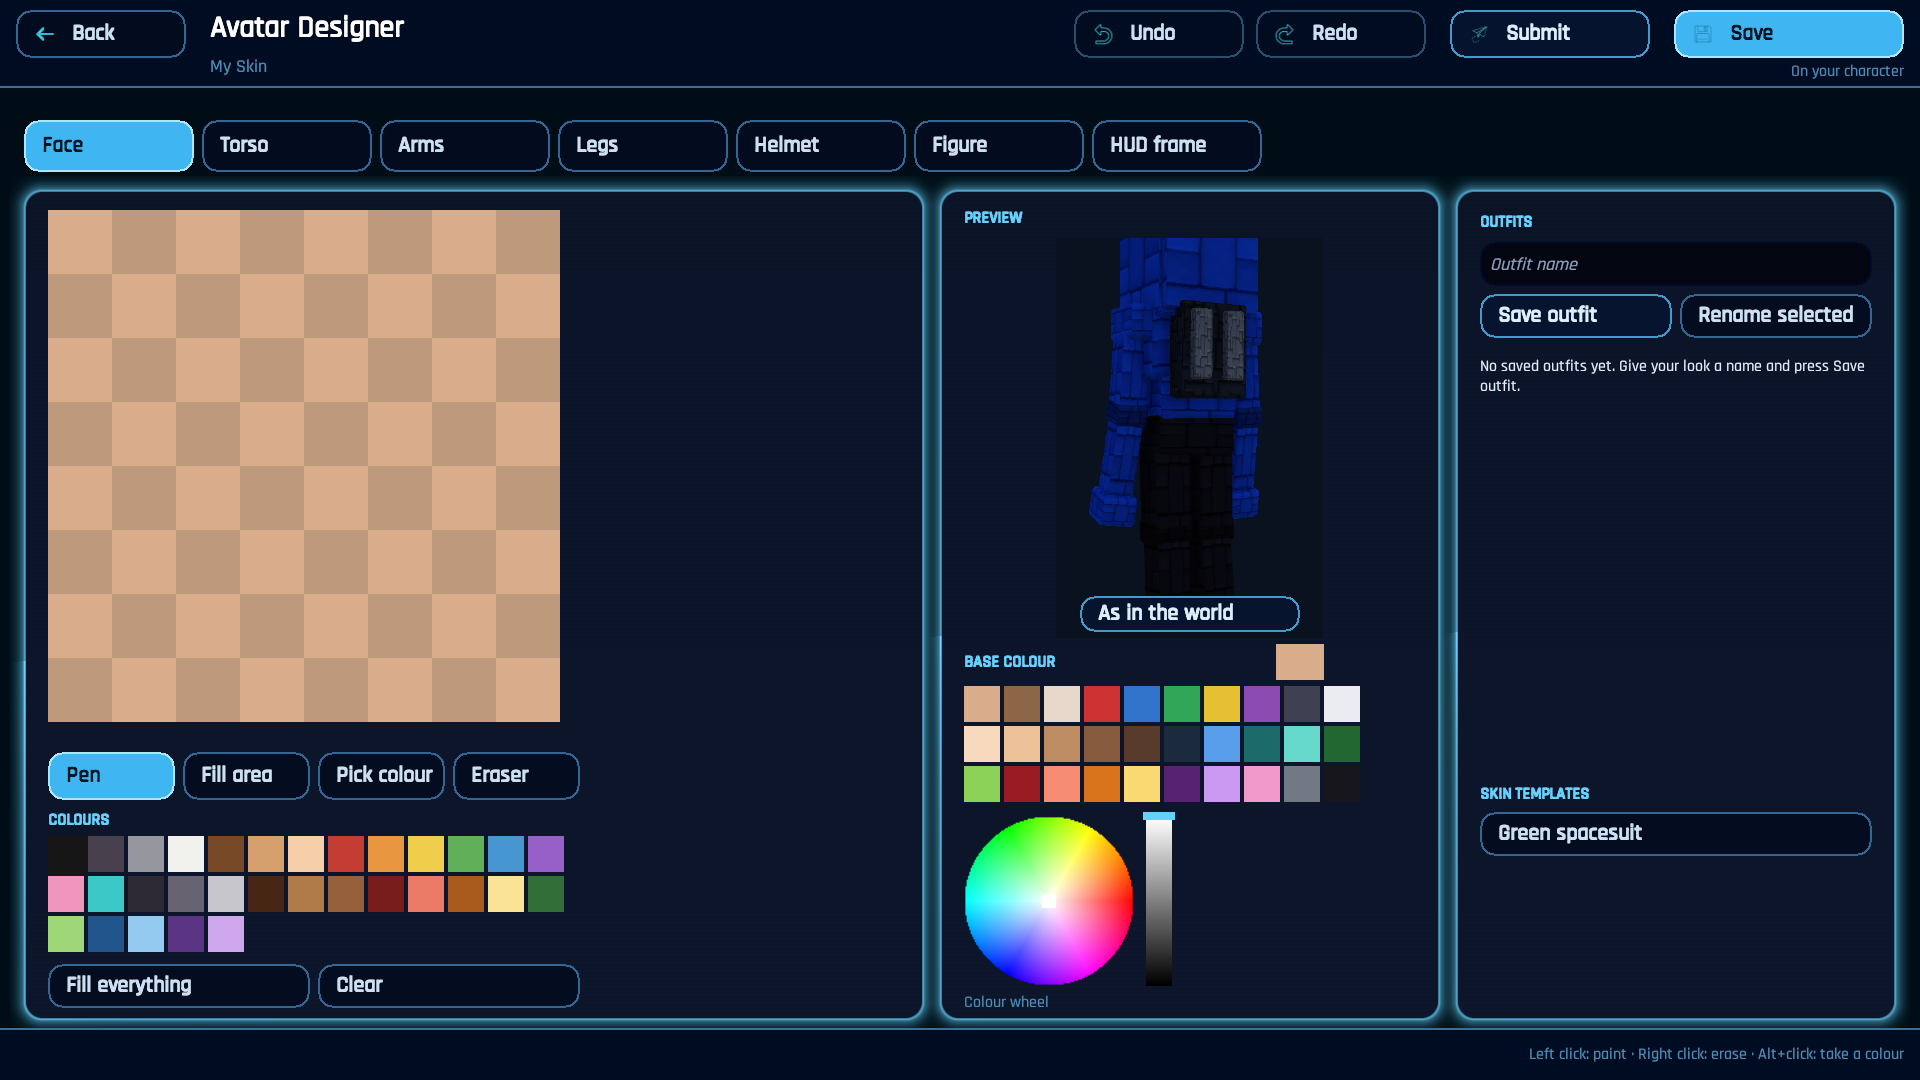 Back
Avatar Designer
My Skin
Undo
Redo
Submit
Save
On your character
Face
Torso
Arms
Legs
Helmet
Figure
HUD frame
PREVIEW
As in the world
BASE COLOUR
Colour wheel
Pen
Fill area
Pick colour
Eraser
COLOURS
Fill everything
Clear
OUTFITS
Outfit name
Save outfit
Rename selected
No saved outfits yet. Give your look a name and press Save
outfit.
SKIN TEMPLATES
Green spacesuit
Left click: paint · Right click: erase · Alt+click: take a colour